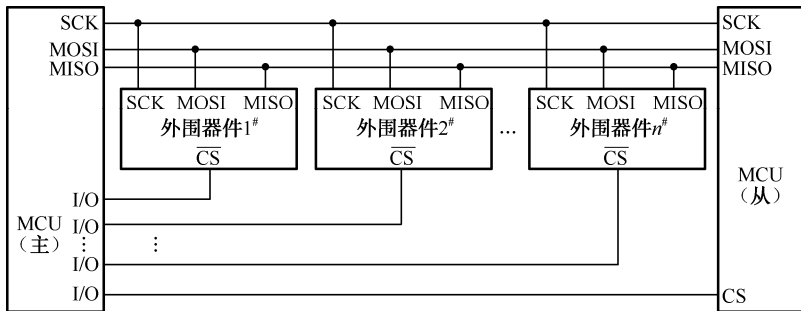 SCK
SCK
MOSI
MOSI
MISO
MISO
SCK MOSI MISO
外围器件1#
CS
SCK MOSI MISO
外围器件2#
CS
...
SCK MOSI MISO
外围器件n#
CS
MCU
（从）
I/O
MCU
（主）
I/O
⋮
⋮
I/O
I/O
CS